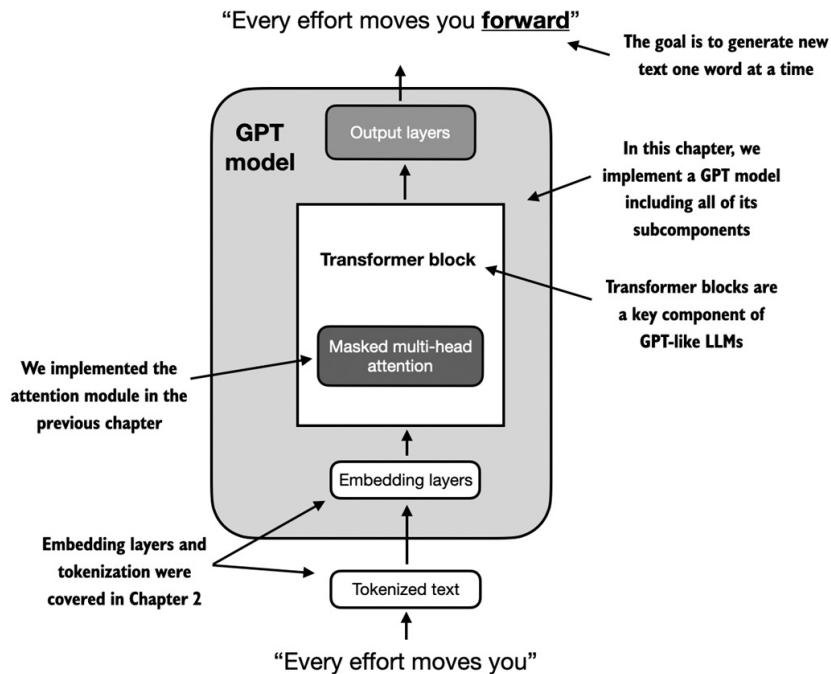 “Every effort moves you forward”
The goal is to generate new
text one word at a time
GPT
model
Output layers
In this chapter, we
implement a GPT model
including all of its
subcomponents
Transformer block
Transformer blocks are
a key component of
GPT-like LLMs
Masked multi-head
attention
We implemented the
attention module in the
previous chapter
Embedding layers
Embedding layers and
tokenization were
covered in Chapter 2
Tokenized text
“Every effort moves you”